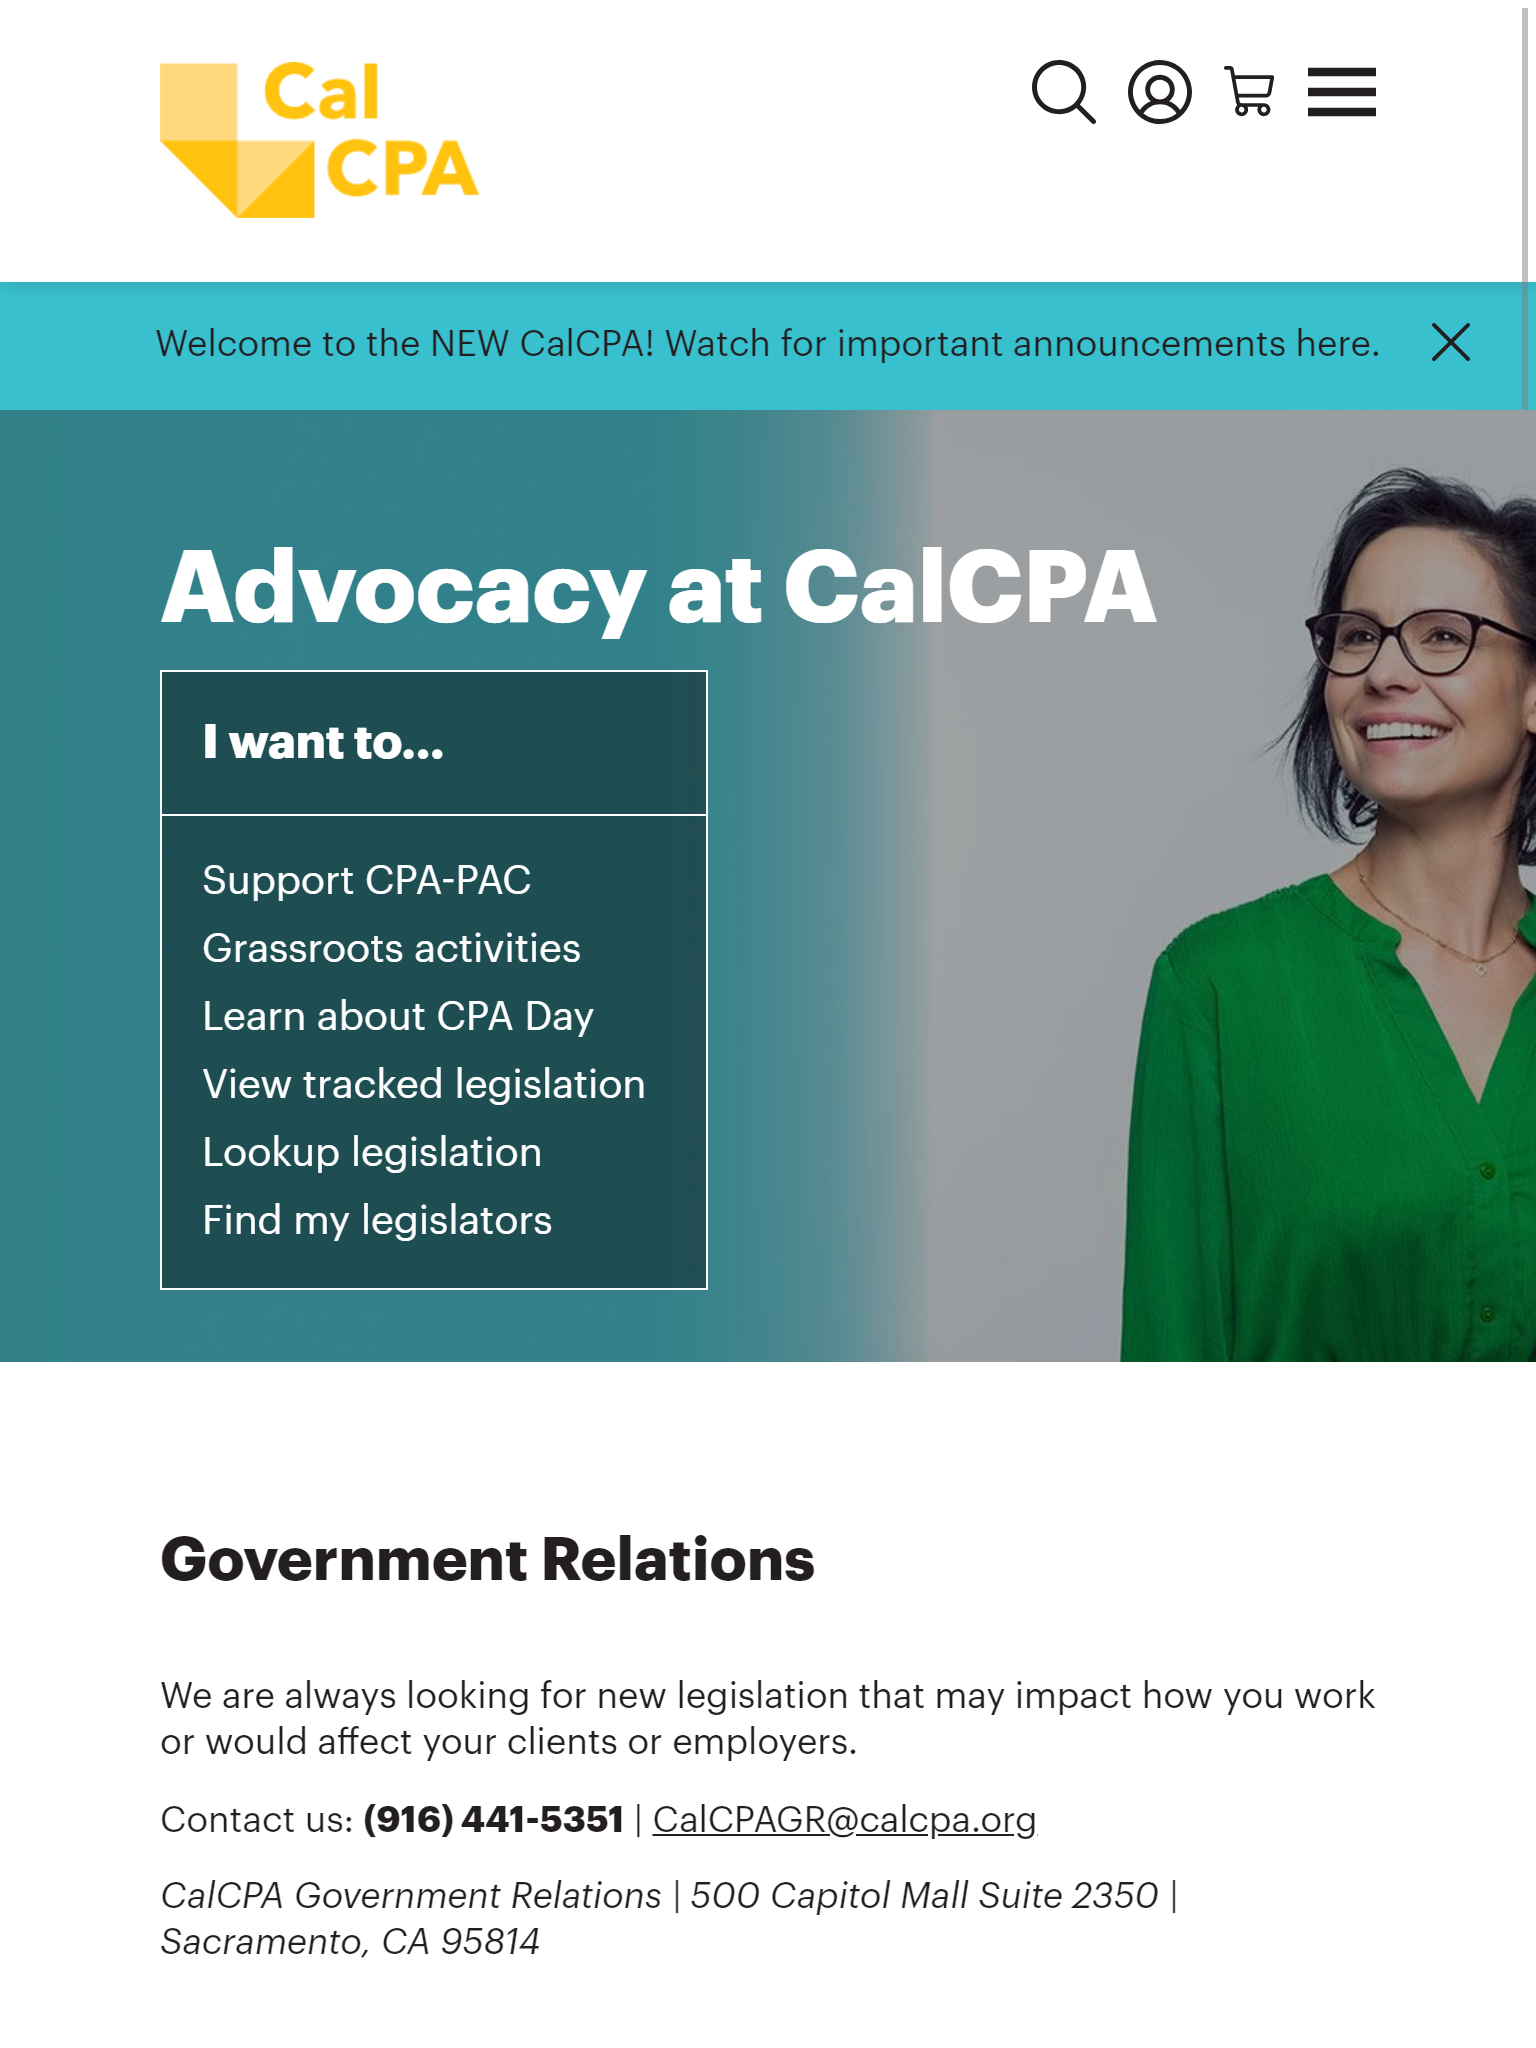 Cal
CPA
Welcome to the NEW CalCPA! Watch for important announcements here.
Advocacy at CalCPA
I want to...
Support CPA-PAC
Grassroots activities
Learn about CPA Day
View tracked legislation
Lookup legislation
Find my legislators
Government Relations
We are always looking for new legislation that may impact how you work
or would affect your clients or employers.
Contact us: (916) 441-5351 | CalCPAGR@calcpa.org
CalCPA Government Relations | 500 Capitol Mall Suite 2350 |
Sacramento, CA 95814